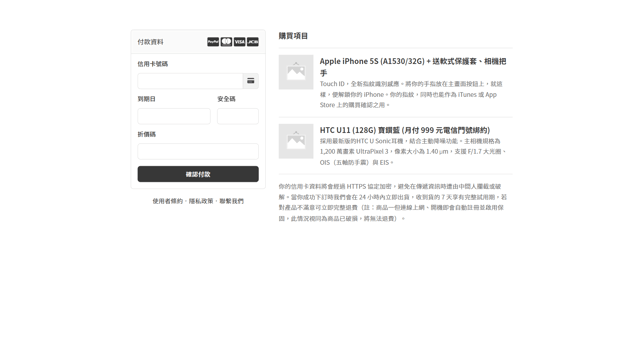 付款資料
PayPal
VISA
JCB
信用卡號碼
到期日
安全碼
折價碼
確認付款
使用者條約・隱私政策・聯繫我們
購買項目
Apple iPhone 5S (A1530/32G) + 送軟式保護套、相機把
手
Touch ID，全新指紋識別感應。將你的手指放在主畫面按鈕上，就這
樣，便解鎖你的 iPhone。你的指紋，同時也能作為 iTunes 或 App
Store 上的購買確認之用。
HTC U11 (128G) 寶鑽藍 (月付 999 元電信門號綁約)
採用最新版的HTC U Sonic耳機，結合主動降噪功能。主相機規格為
1,200 萬畫素 UltraPixel 3，像素大小為 1.40 μm，支援 F/1.7 大光圈、
OIS（五軸防手震）與 EIS。
你的信用卡資料將會經過 HTTPS 協定加密，避免在傳遞資訊時遭由中間人攔截或破
解。當你成功下訂時我們會在 24 小時內立即出貨，收到貨的 7 天享有完整試用期，若
對產品不滿意可立即完整退費（註：商品一但連線上網、開機即會自動註冊並啟用保
固，此情況視同為商品已破損，將無法退費）。